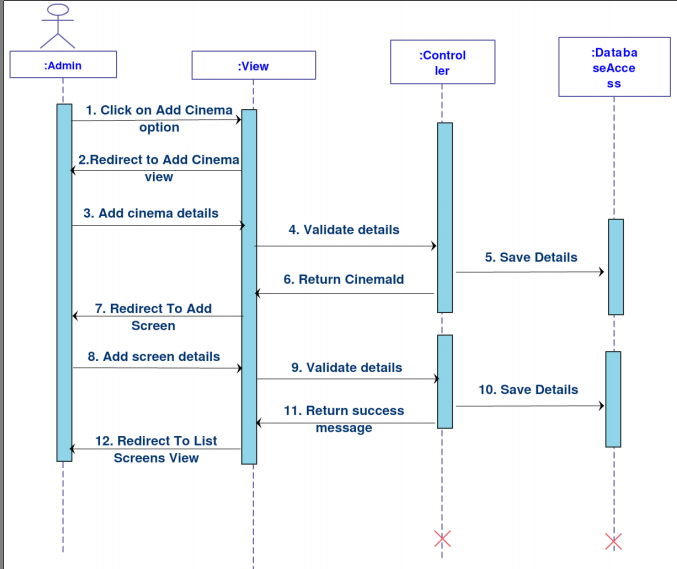 :Admin
:View
:Control
ler
:Databa
seAcce
ss
1. Click on Add Cinema
option
2.Redirect to Add Cinema
view
3. Add cinema details
4. Validate details
5. Save Details
6. Return CinemaId
7. Redirect To Add
Screen
8. Add screen details
9. Validate details
10. Save Details
11. Return success
message
12. Redirect To List
Screens View